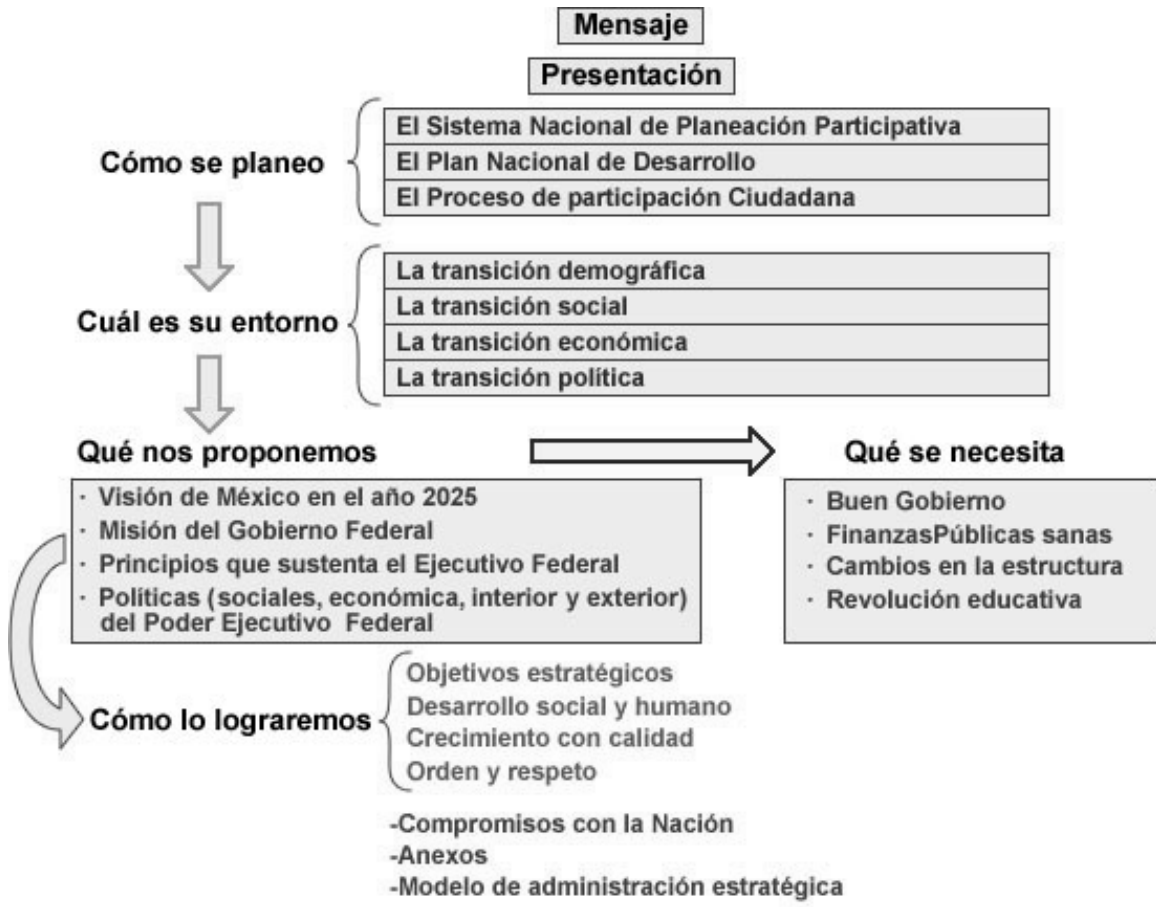 Mensaje
Presentación
Cómo se planeo
El Sistema Nacional de Planeación Participativa
El Plan Nacional de Desarrollo
El Proceso de participación Ciudadana
Cuál es su entorno
La transición demográfica
La transición social
La transición económica
La transición política
Qué nos proponemos
· Visión de México en el año 2025
· Misión del Gobierno Federal
· Principios que sustenta el Ejecutivo Federal
· Políticas (sociales, económica, interior y exterior)
del Poder Ejecutivo Federal
Qué se necesita
· Buen Gobierno
· FinanzasPúblicas sanas
· Cambios en la estructura
· Revolución educativa
Cómo lo lograremos
Objetivos estratégicos
Desarrollo social y humano
Crecimiento con calidad
Orden y respeto
-Compromisos con la Nación
-Anexos
-Modelo de administración estratégica